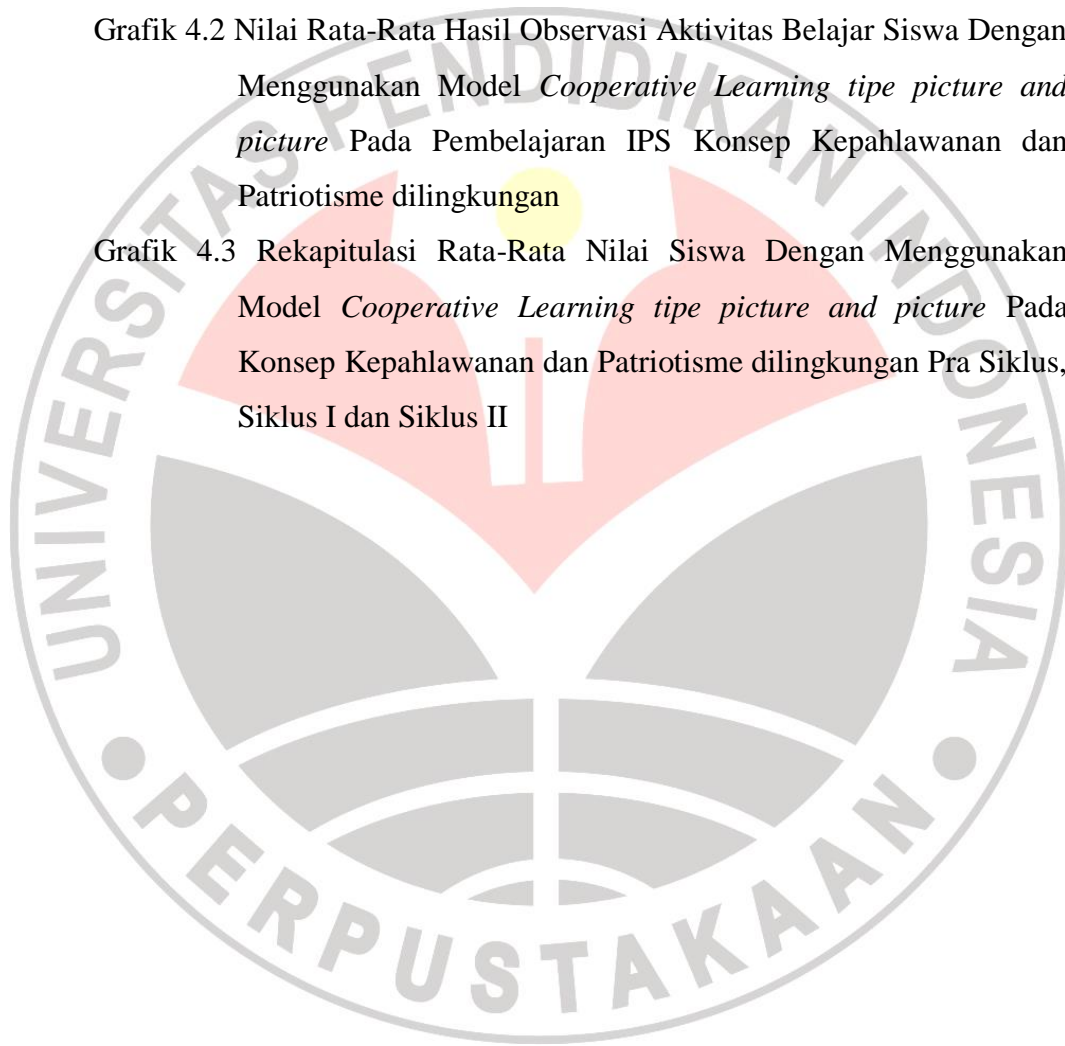 Grafik 4.2 Nilai Rata-Rata Hasil Observasi Aktivitas Belajar Siswa Dengan
Menggunakan Model Cooperative Learning tipe picture and
picture Pada Pembelajaran IPS Konsep Kepahlawanan dan
Patriotisme dilingkungan
Grafik 4.3 Rekapitulasi Rata-Rata Nilai Siswa Dengan Menggunakan
Model Cooperative Learning tipe picture and picture Pada
Konsep Kepahlawanan dan Patriotisme dilingkungan Pra Siklus,
Siklus I dan Siklus II
UNIVERSITAS PENDIDIKAN INDONESIA
PERPUSTAKAAN